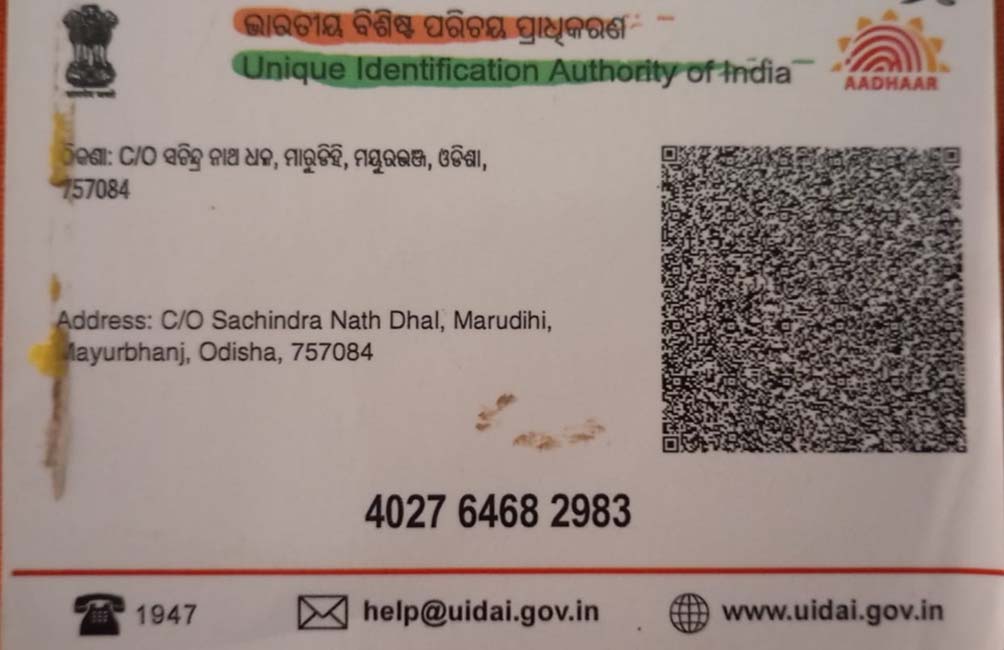 ଭାରତୀୟ ବିଶିଷ୍ଟ ପରିଚୟ ପ୍ରାଧିକରଣ
Unique Identification Authority of India
AADHAAR
ଠିକଣା: C/O ସଚିନ୍ଦ୍ର ନାଥ ଧଳ, ମାରୁଡିହି, ମୟୁରଭଞ୍ଜ, ଓଡିଶା,
757084
Address: C/O Sachindra Nath Dhal, Marudihi,
Mayurbhanj, Odisha, 757084
4027 6468 2983
1947
help@uidai.gov.in
www.uidai.gov.in